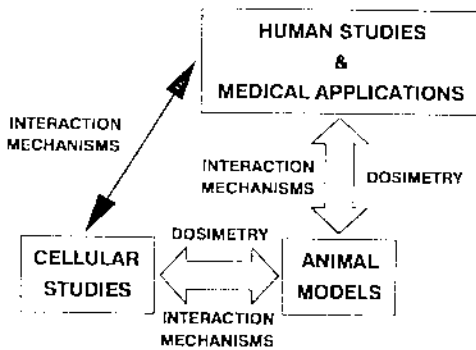 HUMAN STUDIES
&
MEDICAL APPLICATIONS
INTERACTION
MECHANISMS
INTERACTION
MECHANISMS
DOSIMETRY
DOSIMETRY
CELLULAR
STUDIES
ANIMAL
MODELS
INTERACTION
MECHANISMS